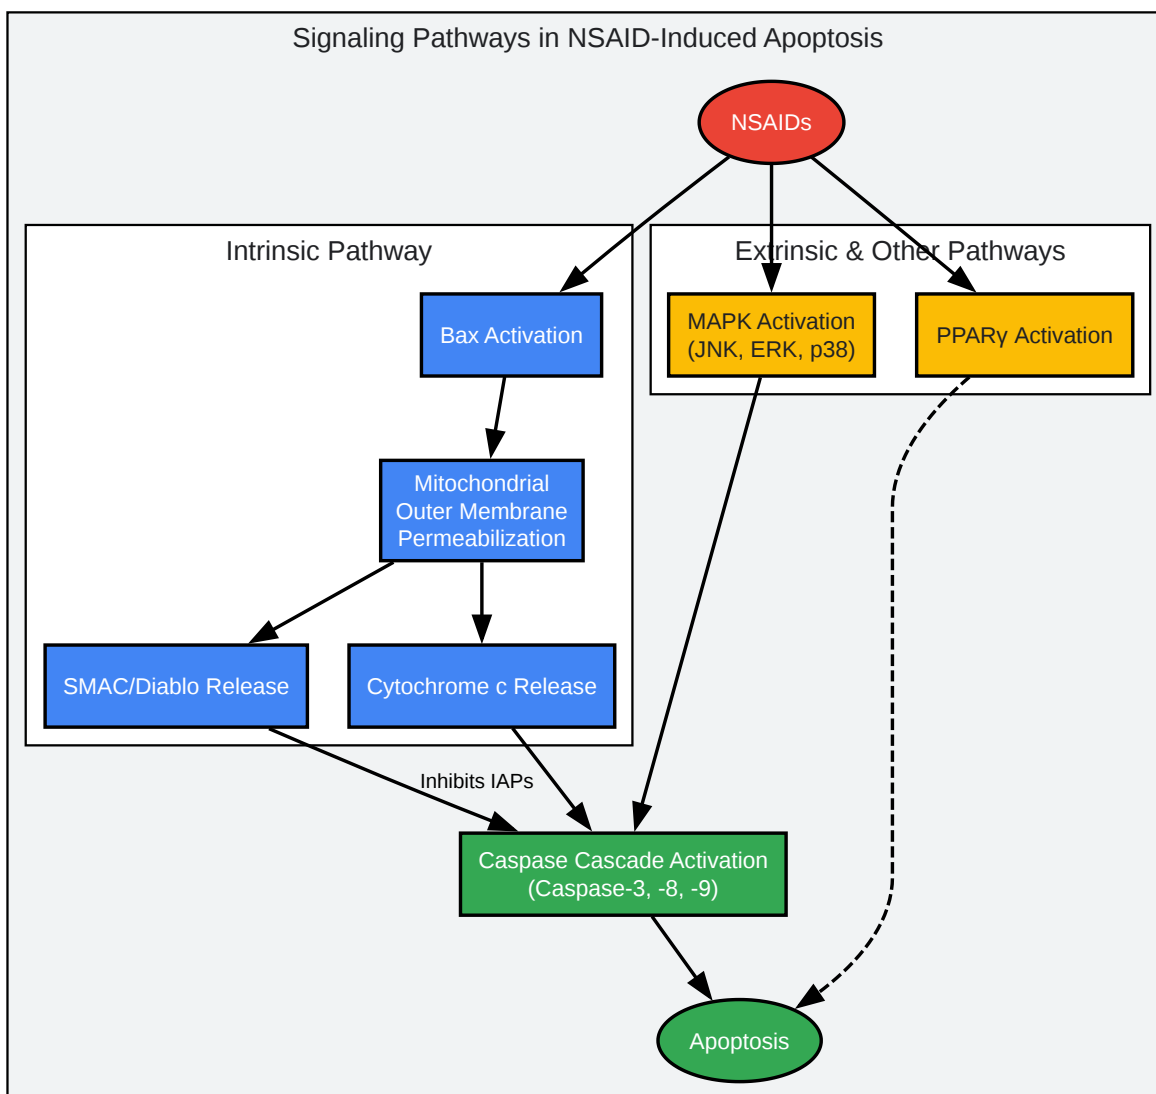 Signaling Pathways in NSAID-Induced Apoptosis
NSAIDs
Intrinsic Pathway
Extrinsic & Other Pathways
Bax Activation
MAPK Activation
(JNK, ERK, p38)
PPARγ Activation
Mitochondrial
Outer Membrane
Permeabilization
SMAC/Diablo Release
Cytochrome c Release
Inhibits IAPs
Caspase Cascade Activation
(Caspase-3, -8, -9)
Apoptosis